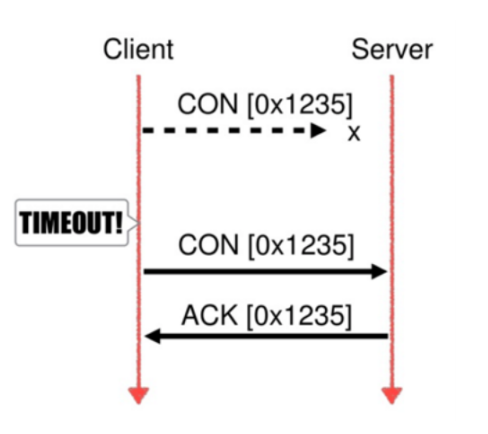 Client
Server
CON [0x1235]
x
TIMEOUT!
CON [0x1235]
ACK [0x1235]